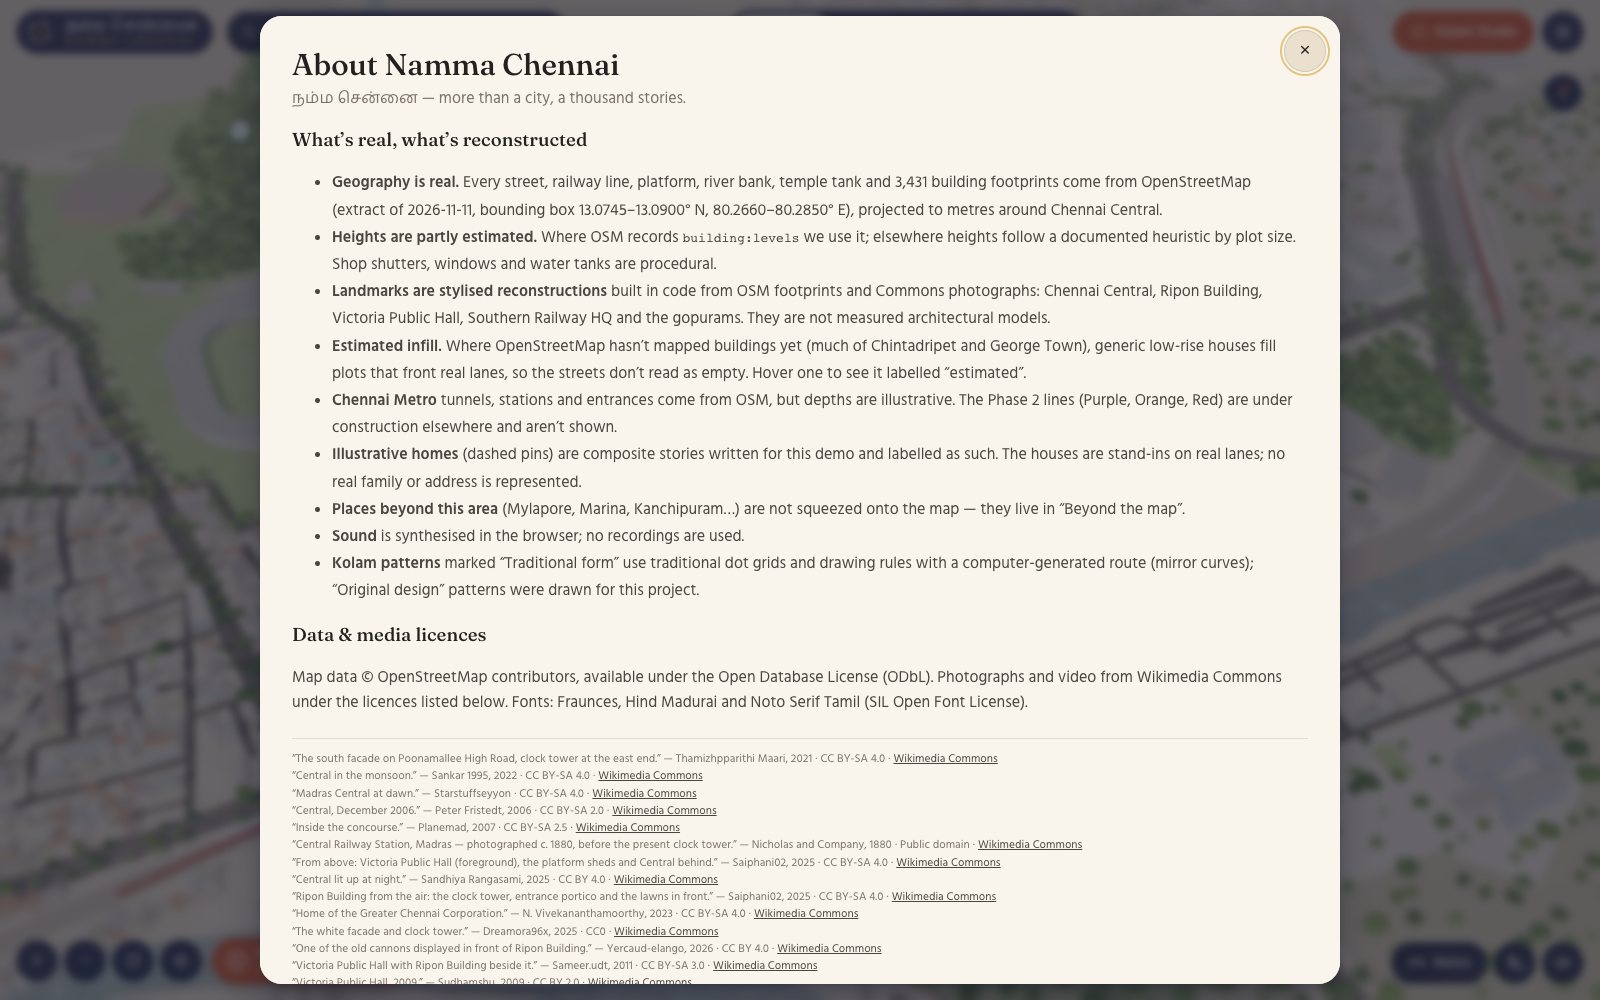 About Namma Chennai
×
நம்ம சென்னை — more than a city, a thousand stories.
What’s real, what’s reconstructed
• Geography is real. Every street, railway line, platform, river bank, temple tank and 3,431 building footprints come from OpenStreetMap
(extract of 2026-11-11, bounding box 13.0745–13.0900° N, 80.2660–80.2850° E), projected to metres around Chennai Central.
• Heights are partly estimated. Where OSM records building:levels we use it; elsewhere heights follow a documented heuristic by plot size.
Shop shutters, windows and water tanks are procedural.
• Landmarks are stylised reconstructions built in code from OSM footprints and Commons photographs: Chennai Central, Ripon Building,
Victoria Public Hall, Southern Railway HQ and the gopurams. They are not measured architectural models.
• Estimated infill. Where OpenStreetMap hasn’t mapped buildings yet (much of Chintadripet and George Town), generic low-rise houses fill
plots that front real lanes, so the streets don’t read as empty. Hover one to see it labelled “estimated”.
• Chennai Metro tunnels, stations and entrances come from OSM, but depths are illustrative. The Phase 2 lines (Purple, Orange, Red) are under
construction elsewhere and aren’t shown.
• Illustrative homes (dashed pins) are composite stories written for this demo and labelled as such. The houses are stand-ins on real lanes; no
real family or address is represented.
• Places beyond this area (Mylapore, Marina, Kanchipuram…) are not squeezed onto the map — they live in “Beyond the map”.
• Sound is synthesised in the browser; no recordings are used.
• Kolam patterns marked “Traditional form” use traditional dot grids and drawing rules with a computer-generated route (mirror curves);
“Original design” patterns were drawn for this project.
Data & media licences
Map data © OpenStreetMap contributors, available under the Open Database License (ODbL). Photographs and video from Wikimedia Commons
under the licences listed below. Fonts: Fraunces, Hind Madurai and Noto Serif Tamil (SIL Open Font License).
“The south facade on Poonamallee High Road, clock tower at the east end.” — Thamizhpparithi Maari, 2021 · CC BY-SA 4.0 · Wikimedia Commons
“Central in the monsoon.” — Sankar 1995, 2022 · CC BY-SA 4.0 · Wikimedia Commons
“Madras Central at dawn.” — Starstuffseyyon · CC BY-SA 4.0 · Wikimedia Commons
“Central, December 2006.” — Peter Fristedt, 2006 · CC BY-SA 2.0 · Wikimedia Commons
“Inside the concourse.” — Planemad, 2007 · CC BY-SA 2.5 · Wikimedia Commons
“Central Railway Station, Madras — photographed c. 1880, before the present clock tower.” — Nicholas and Company, 1880 · Public domain · Wikimedia Commons
“From above: Victoria Public Hall (foreground), the platform sheds and Central behind.” — Saiphani02, 2025 · CC BY-SA 4.0 · Wikimedia Commons
“Central lit up at night.” — Sandhiya Rangasami, 2025 · CC BY 4.0 · Wikimedia Commons
“Ripon Building from the air: the clock tower, entrance portico and the lawns in front.” — Saiphani02, 2025 · CC BY-SA 4.0 · Wikimedia Commons
“Home of the Greater Chennai Corporation.” — N. Vivekananthamoorthy, 2023 · CC BY-SA 4.0 · Wikimedia Commons
“The white facade and clock tower.” — Dreamora96x, 2025 · CC0 · Wikimedia Commons
“One of the old cannons displayed in front of Ripon Building.” — Yercaud-elango, 2026 · CC BY 4.0 · Wikimedia Commons
“Victoria Public Hall with Ripon Building beside it.” — Sameer.udt, 2011 · CC BY-SA 3.0 · Wikimedia Commons
“Victoria Public Hall, 2009.” — Sudhamshu, 2009 · CC BY 2.0 · Wikimedia Commons